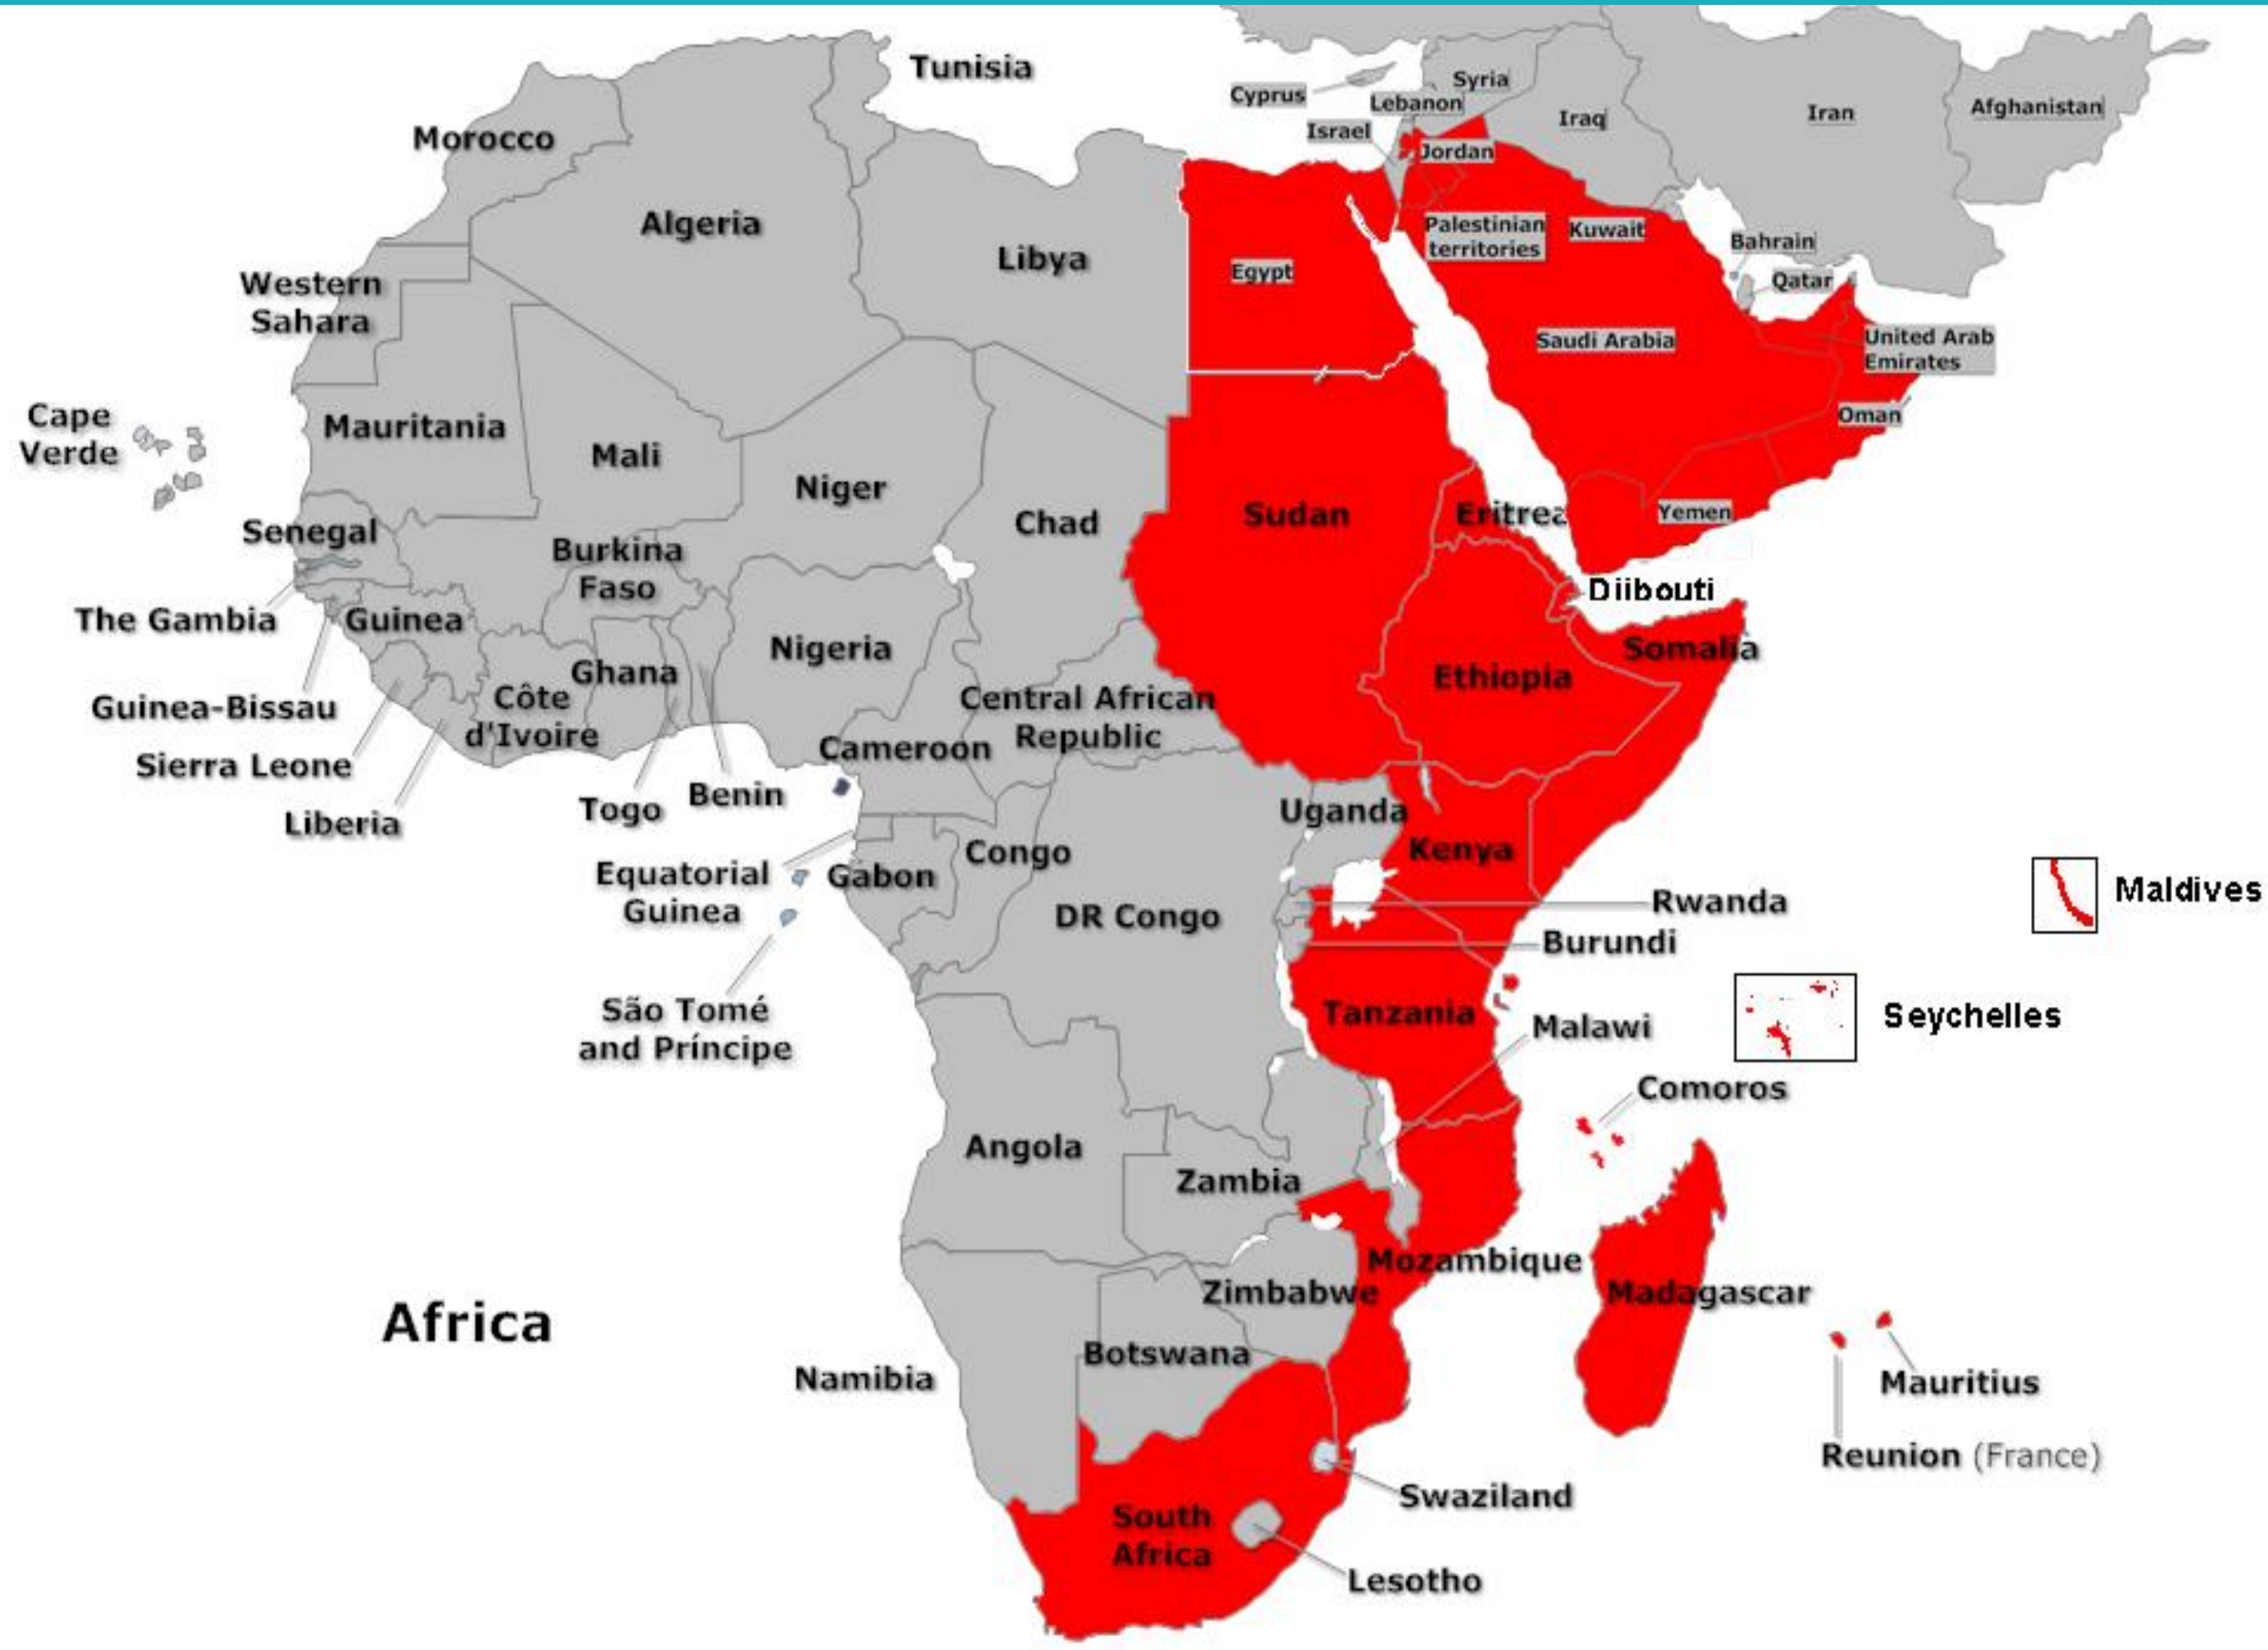 Tunisia
Cyprus
Syria
Lebanon
Israel
Iraq
Iran
Afghanistan
Jordan
Morocco
Algeria
Libya
Egypt
Palestinian
territories
Kuwait
Bahrain
Qatar
Western
Sahara
Saudi Arabia
United Arab
Emirates
Oman
Cape
Verde
Mauritania
Mali
Niger
Chad
Sudan
Eritrea
Yemen
Senegal
Burkina
Faso
Diibouti
The Gambia
Guinea
Nigeria
Somalia
Ghana
Ethiopia
Guinea-Bissau
Côte
d'Ivoire
Central African
Republic
Cameroon
Sierra Leone
Togo
Benin
Liberia
Uganda
Kenya
Congo
Equatorial
Guinea
Gabon
DR Congo
Rwanda
Burundi
Maldives
São Tomé
and Príncipe
Tanzania
Malawi
Seychelles
Comoros
Angola
Zambia
Mozambique
Zimbabwe
Madagascar
Africa
Botswana
Namibia
Mauritius
Reunion (France)
Swaziland
South
Africa
Lesotho